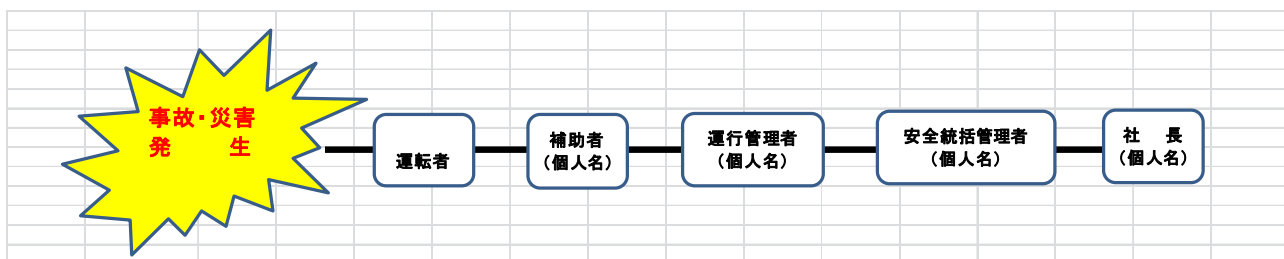 事故・災害
発　　　生
運転者
補助者
（個人名）
運行管理者
（個人名）
安全統括管理者
（個人名）
社　長
（個人名）